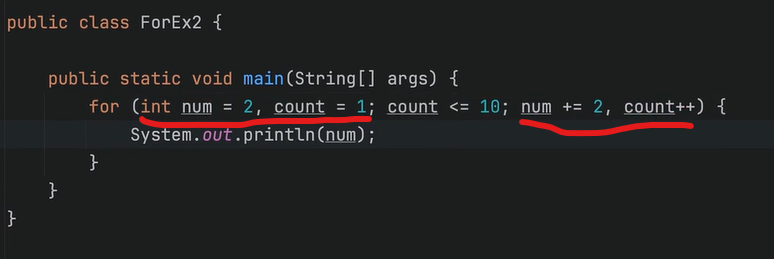 public class ForEx2 {
public static void main(String[] args) {
for (int num = 2, count = 1; count <= 10; num += 2, count++) {
System.out.println(num);
}
}
}